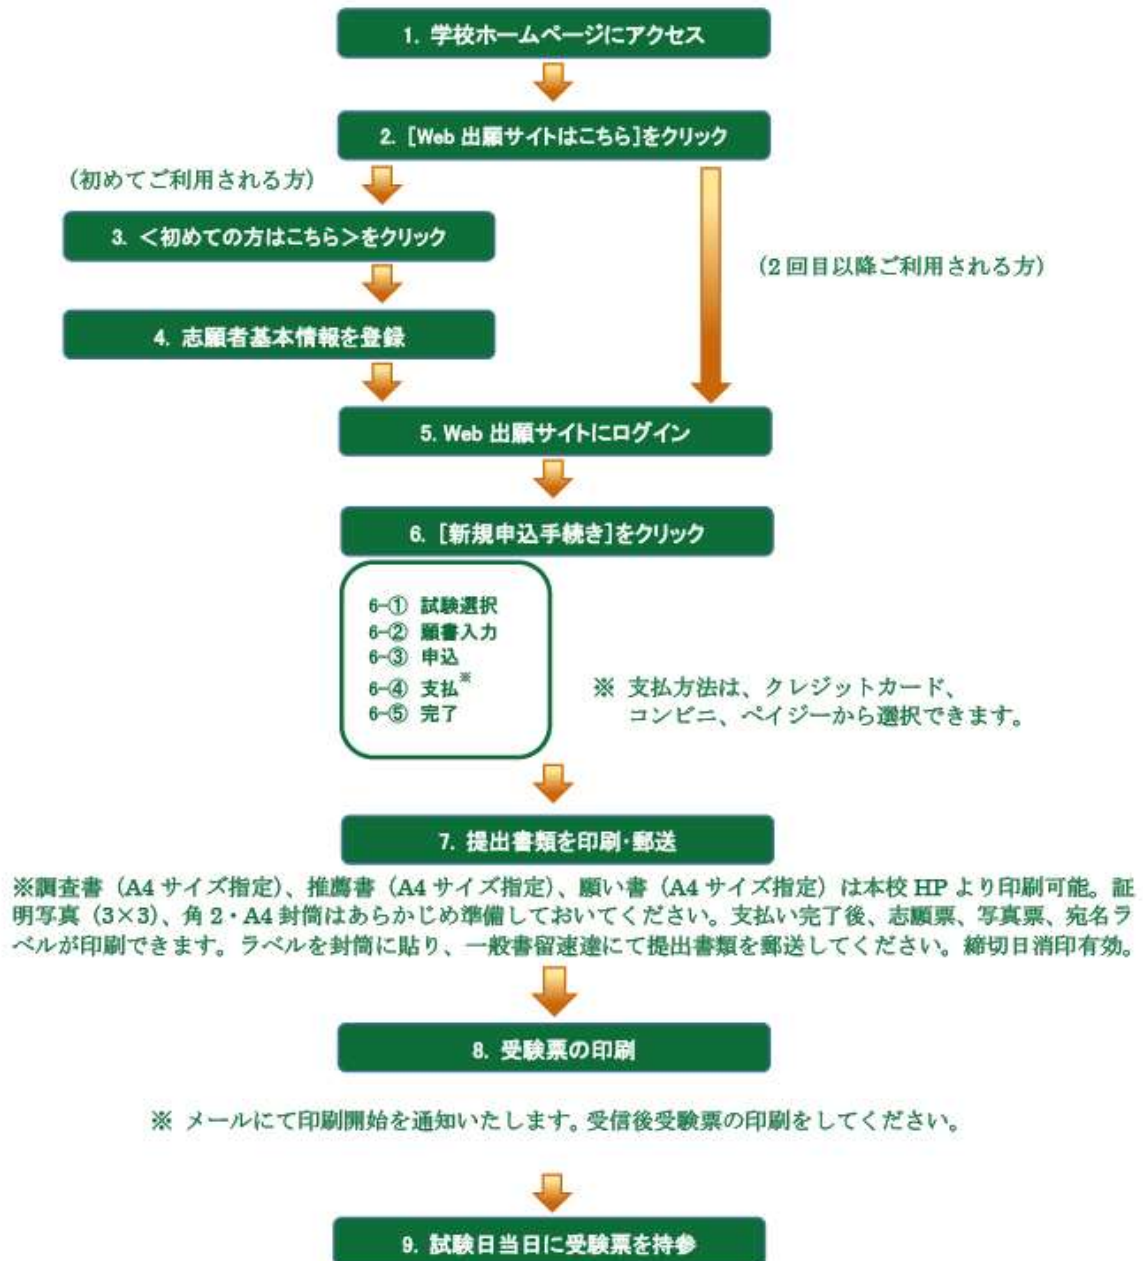 1. 学校ホームページにアクセス
2. [Web 出願サイトはこちら]をクリック
(初めてご利用される方)
3. <初めての方はこちら>をクリック
(2回目以降ご利用される方)
4. 志願者基本情報を登録
5. Web 出願サイトにログイン
6. [新規申込手続き]をクリック
6-① 試験選択
6-② 願書入力
6-③ 申込
6-④ 支払※
6-⑤ 完了
※ 支払方法は、クレジットカード、
コンビニ、ペイジーから選択できます。
7. 提出書類を印刷・郵送
※調査書（A4 サイズ指定）、推薦書（A4 サイズ指定）、願い書（A4 サイズ指定）は本校 HP より印刷可能。証
明写真（3×3）、角 2・A4 封筒はあらかじめ準備しておいてください。支払い完了後、志願票、写真票、宛名ラ
ベルが印刷できます。ラベルを封筒に貼り、一般書留速達にて提出書類を郵送してください。締切日消印有効。
8. 受験票の印刷
※ メールにて印刷開始を通知いたします。受信後受験票の印刷をしてください。
9. 試験日当日に受験票を持参